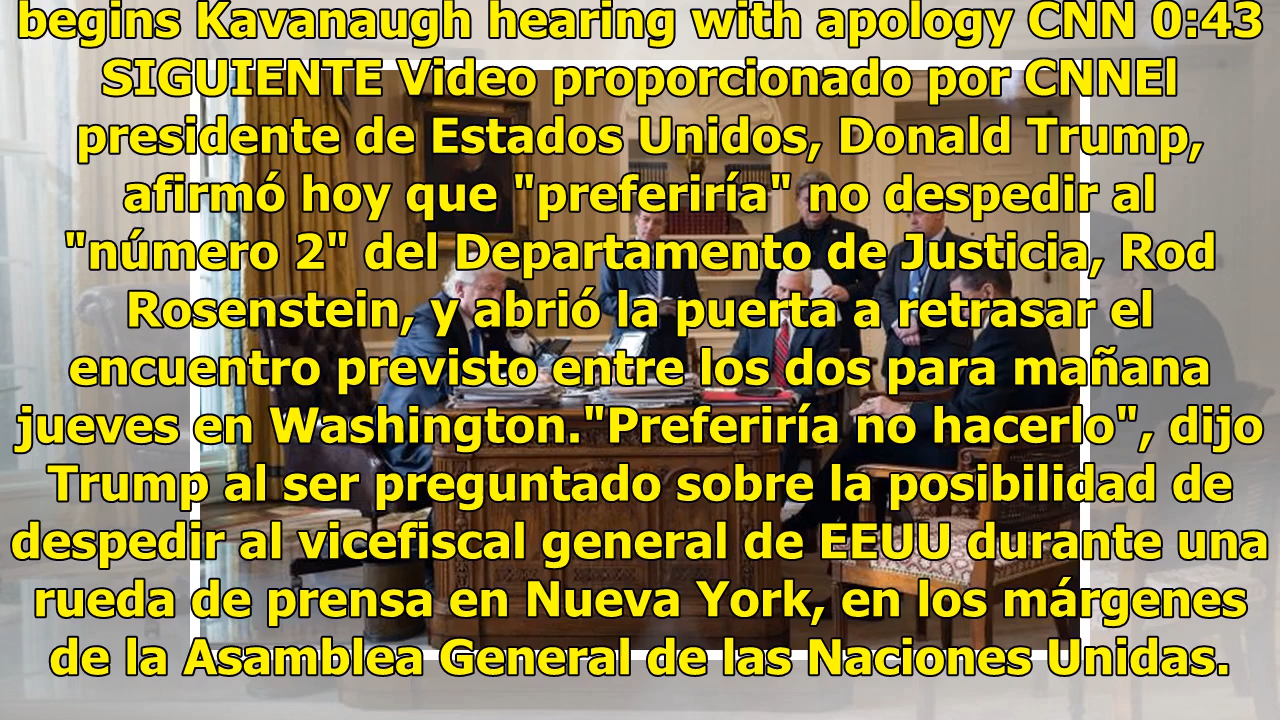 begins Kavanaugh hearing with apology CNN 0:43
SIGUIENTE Video proporcionado por CNNEl
presidente de Estados Unidos, Donald Trump,
afirmó hoy que "preferiría" no despedir al
"número 2" del Departamento de Justicia, Rod
Rosenstein, y abrió la puerta a retrasar el
encuentro previsto entre los dos para mañana
jueves en Washington."Preferiría no hacerlo", dijo
Trump al ser preguntado sobre la posibilidad de
despedir al vicefiscal general de EEUU durante una
rueda de prensa en Nueva York, en los márgenes
de la Asamblea General de las Naciones Unidas.